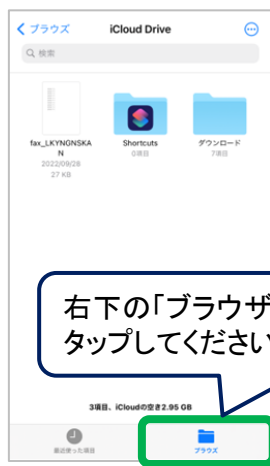 ブラウズ iCloud Drive
検索
fax_LKYNGNSKA
N
2022/09/28
27 KB
Shortcuts
0項目
ダウンロード
7項目
右下の「ブラウザ
タップしてください
3項目、iCloudの空き2.95 GB
最近使った項目 ブラウズ